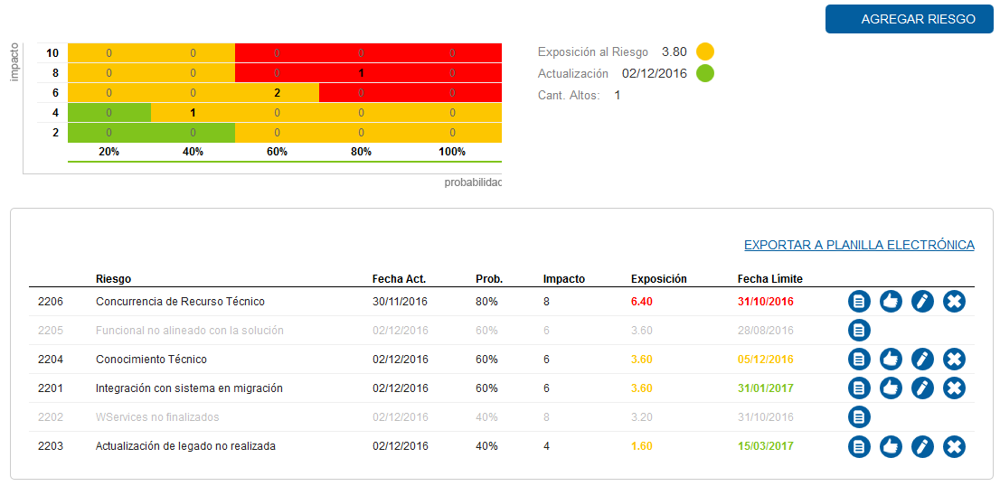 AGREGAR RIESGO
impacto
10 0 0 0 0 0
8 0 0 0 1 0
6 0 0 2 0 0
4 0 1 0 0 0
2 0 0 0 0 0
20% 40% 60% 80% 100%
probabilidad
Exposición al Riesgo 3.80
Actualización 02/12/2016
Cant. Altos: 1
EXPORTAR A PLANILLA ELECTRÓNICA
Riesgo Fecha Act. Prob. Impacto Exposición Fecha Límite
2206 Concurrencia de Recurso Técnico 30/11/2016 80% 8 6.40 31/10/2016
2205 Funcional no alineado con la solución 02/12/2016 60% 6 3.60 28/08/2016
2204 Conocimiento Técnico 02/12/2016 60% 6 3.60 05/12/2016
2201 Integración con sistema en migración 02/12/2016 60% 6 3.60 31/01/2017
2202 WServices no finalizados 02/12/2016 40% 8 3.20 31/10/2016
2203 Actualización de legado no realizada 02/12/2016 40% 4 1.60 15/03/2017